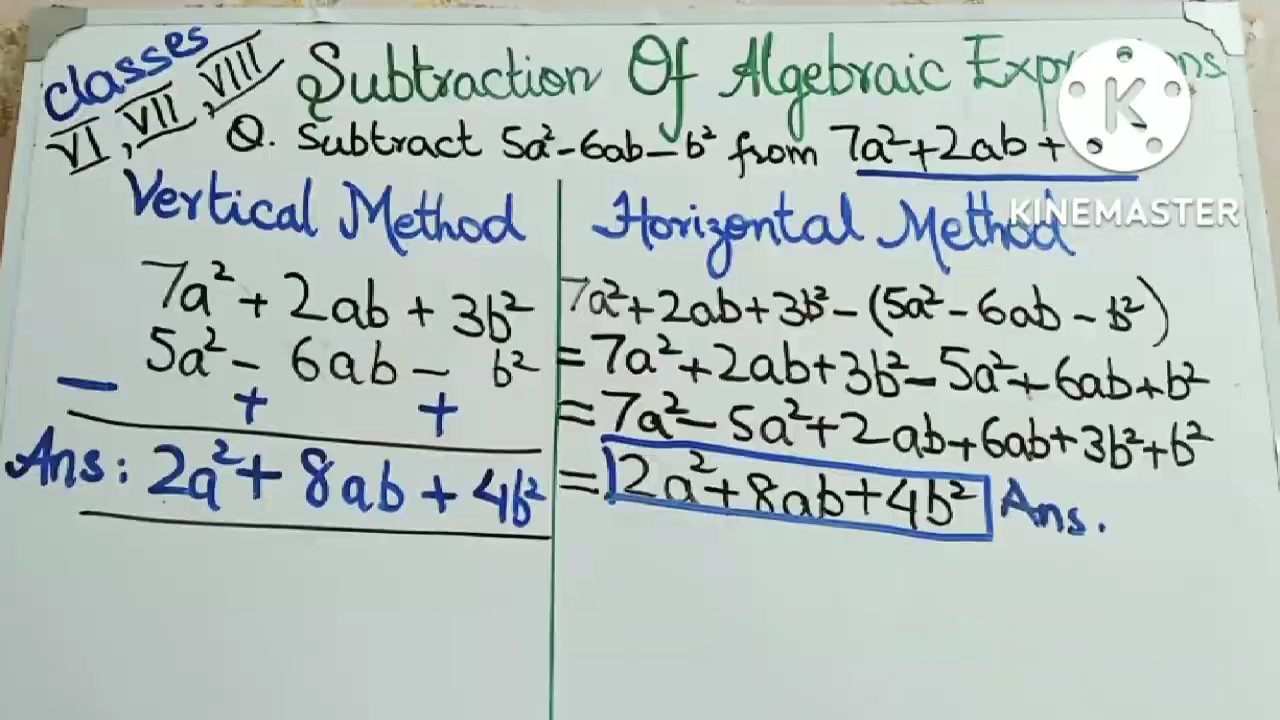 classes
VI, VII, VIII
Subtraction Of Algebraic
Q. Subtract 5a²-6ab-b² from 7a²+2ab+
KINEMASTER
Vertical Method
7a²+2ab+3b²
5a²-6ab-b²
- + +
Ans: 2a²+8ab+4b²
Horizontal Method
7a²+2ab+3b²-(5a²-6ab-b²)
=7a²+2ab+3b²-5a²+6ab+b²
=7a²-5a²+2ab+6ab+3b²+b²
=2a²+8ab+4b² Ans.